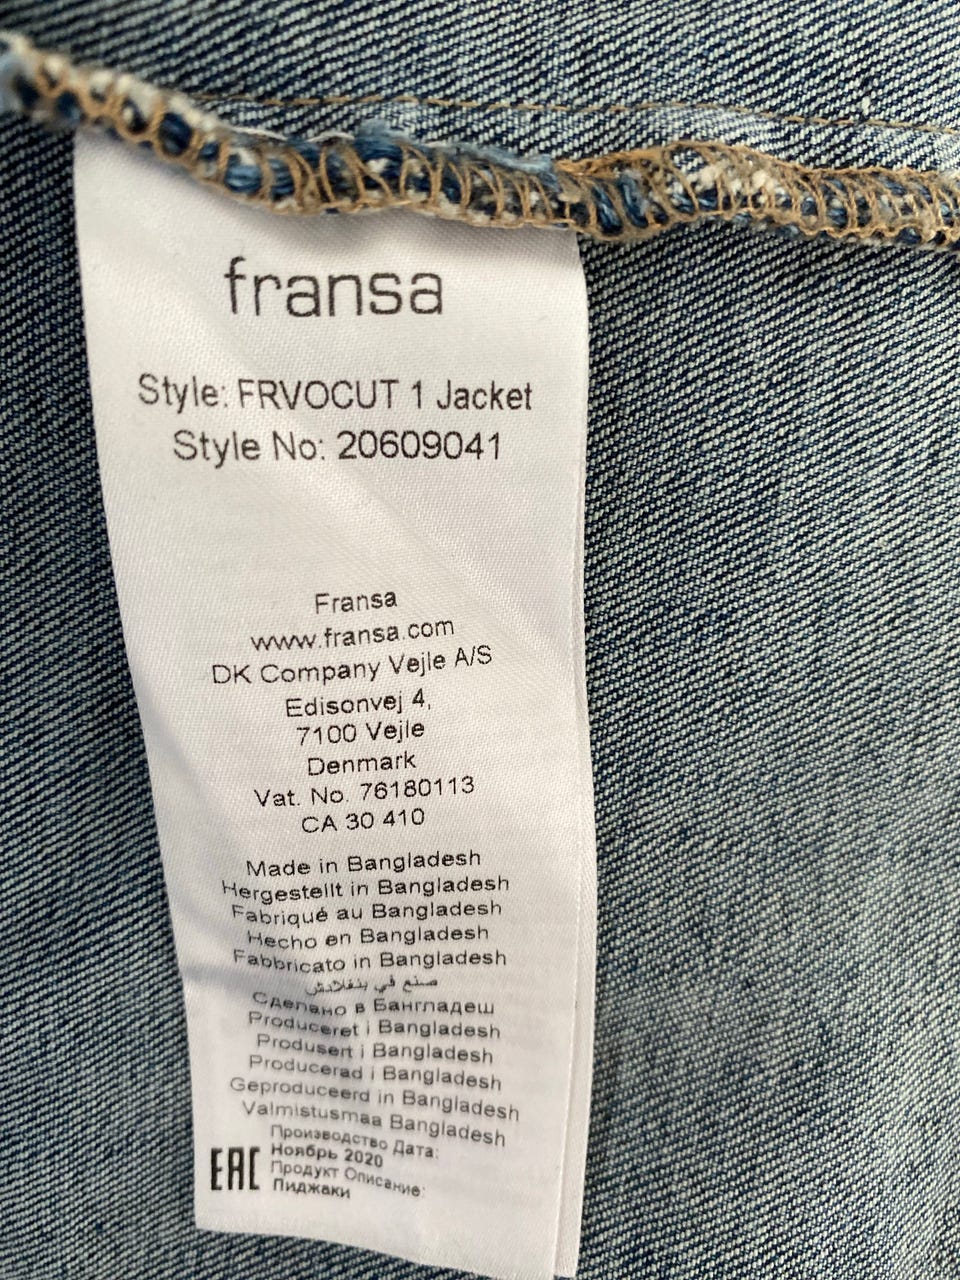 fransa
Style: FRVOCUT 1 Jacket
Style No: 20609041
Fransa
www.fransa.com
DK Company Vejle A/S
Edisonvej 4,
7100 Vejle
Denmark
Vat. No. 76180113
CA 30 410
Made in Bangladesh
Hergestellt in Bangladesh
Fabriqué au Bangladesh
Hecho en Bangladesh
Fabbricato in Bangladesh
صنع في بنغلادش
Сделано в Бангладеш
Produceret i Bangladesh
Produsert i Bangladesh
Producerad i Bangladesh
Geproduceerd in Bangladesh
Valmistusmaa Bangladesh
Производство Дата:
Ноябрь 2020
Продукт Описание:
Пиджаки
EAC